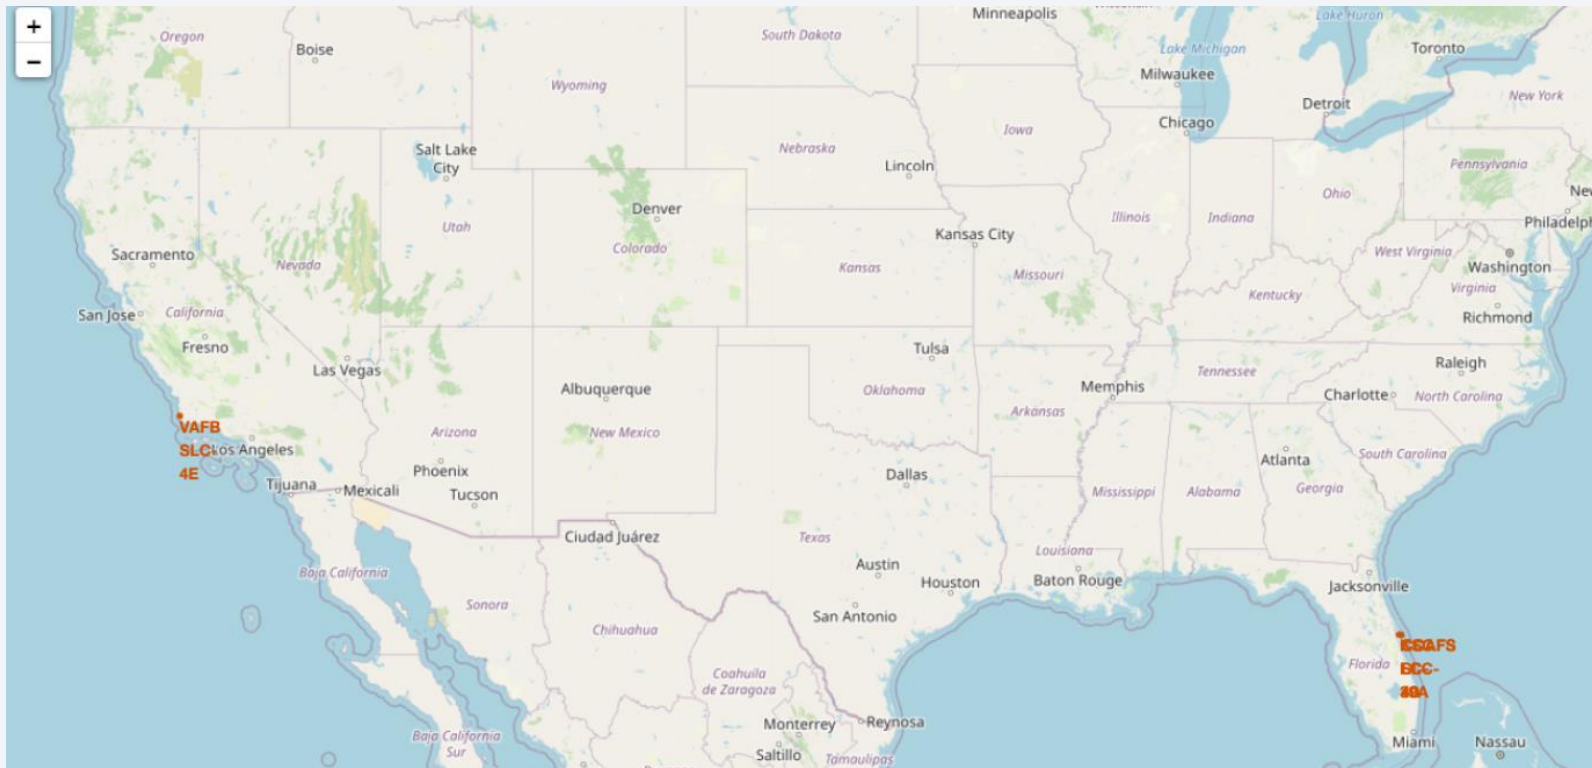 +
−
Oregon
Boise
South Dakota
Minneapolis
Lake Huron
Lake Michigan
Toronto
Wyoming
Milwaukee
New York
Detroit
Iowa
Chicago
Salt Lake
City
Nebraska
Lincoln
Pennsylvania
Ohio
Denver
Illinois
Indiana
Utah
Colorado
Kansas City
Sacramento
Nevada
Kansas
Missouri
West Virginia
Washington
Virginia
Kentucky
San Jose
California
Richmond
Fresno
Las Vegas
Tulsa
Raleigh
Tennessee
Albuquerque
Oklahoma
Memphis
Charlotte
North Carolina
Arkansas
VAFB
SLC-
4E
Los Angeles
Arizona
New Mexico
South Carolina
Atlanta
Phoenix
Dallas
Tijuana
Mexicali
Tucson
Mississippi
Alabama
Georgia
Ciudad Juárez
Texas
Louisiana
Austin
Baja California
Houston
Baton Rouge
Jacksonville
Sonora
San Antonio
Chihuahua
Florida
Coahuila
de Zaragoza
Monterrey
Reynosa
Baja California
Sur
Saltillo
Tamaulipas
Miami
Nassau